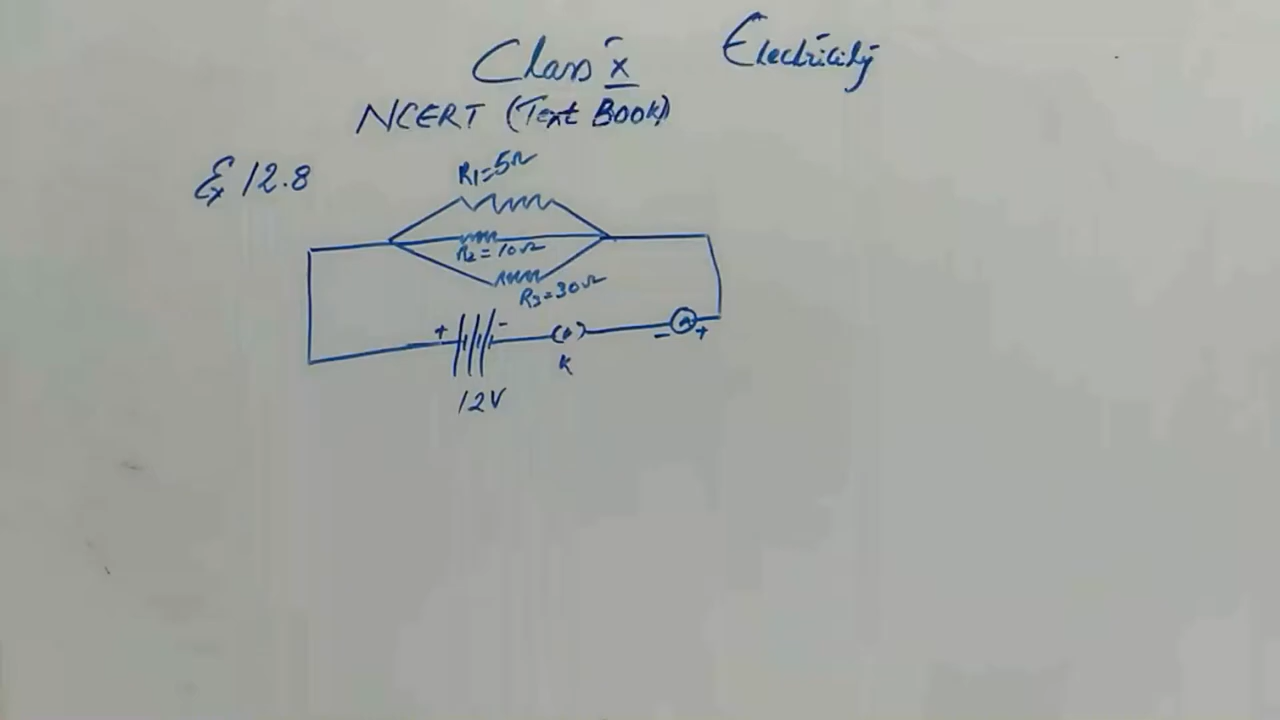 Class X Electricity
NCERT (Text Book)
Ex 12.8
R1=5Ω
R2=10Ω
R3=30Ω
+ -
K
A
- +
12V